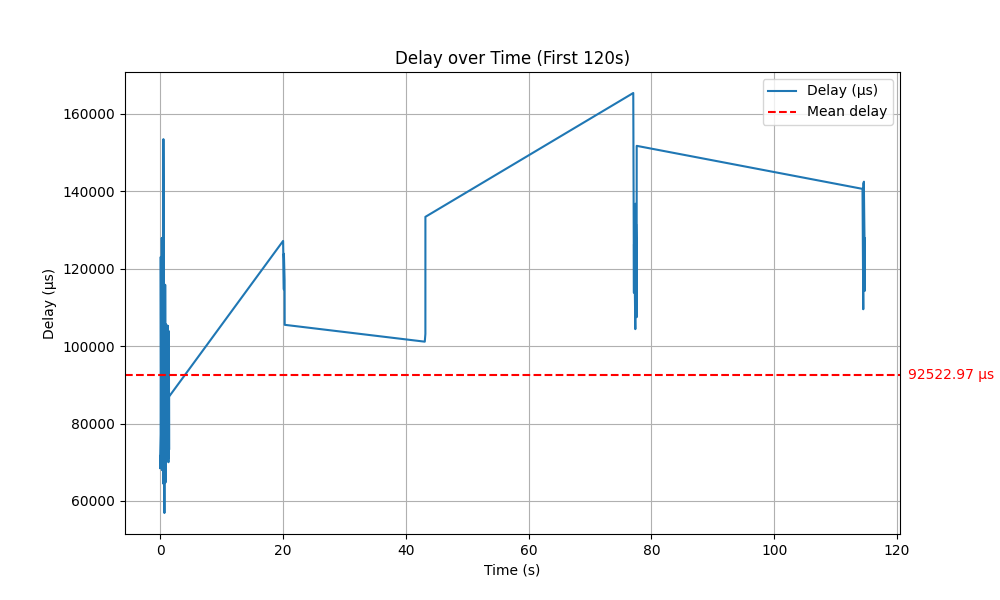 Delay over Time (First 120s)
Delay (µs)
Mean delay
160000
140000
120000
100000
80000
60000
Delay (µs)
92522.97 µs
0 20 40 60 80 100 120
Time (s)